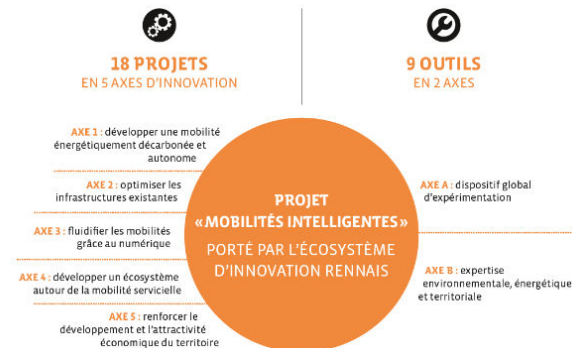 18 PROJETS
EN 5 AXES D'INNOVATION
9 OUTILS
EN 2 AXES
AXE 1 : développer une mobilité
énergétiquement décarbonée et
autonome
AXE 2 : optimiser les
infrastructures existantes
AXE 3 : fluidifier les mobilités
grâce au numérique
AXE 4 : développer un écosystème
autour de la mobilité servicielle
AXE 5 : renforcer le
développement et l'attractivité
économique du territoire
PROJET
« MOBILITÉS INTELLIGENTES »
PORTÉ PAR L'ÉCOSYSTÈME
D'INNOVATION RENNAIS
AXE A : dispositif global
d'expérimentation
AXE B : expertise
environnementale, énergétique
et territoriale